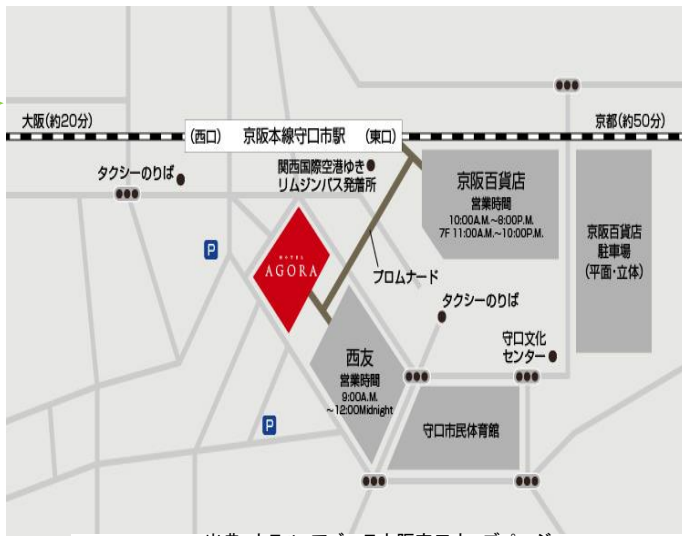 大阪(約20分)
京都(約50分)
(西口) 京阪本線守口市駅 (東口)
タクシーのりば
関西国際空港ゆき
リムジンバス発着所
京阪百貨店
営業時間
10:00A.M.~8:00P.M.
7F 11:00A.M.~10:00P.M.
京阪百貨店
駐車場
(平面・立体)
P
HOTEL
AGORA
プロムナード
タクシーのりば
守口文化
センター
西友
営業時間
9:00A.M.
~12:00Midnight
P
守口市民体育館